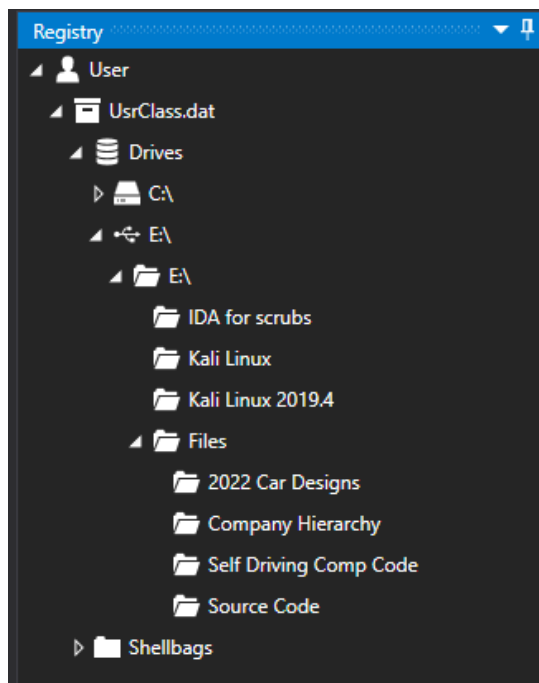 Registry
User
UsrClass.dat
Drives
C:\
E:\
E:\
IDA for scrubs
Kali Linux
Kali Linux 2019.4
Files
2022 Car Designs
Company Hierarchy
Self Driving Comp Code
Source Code
Shellbags